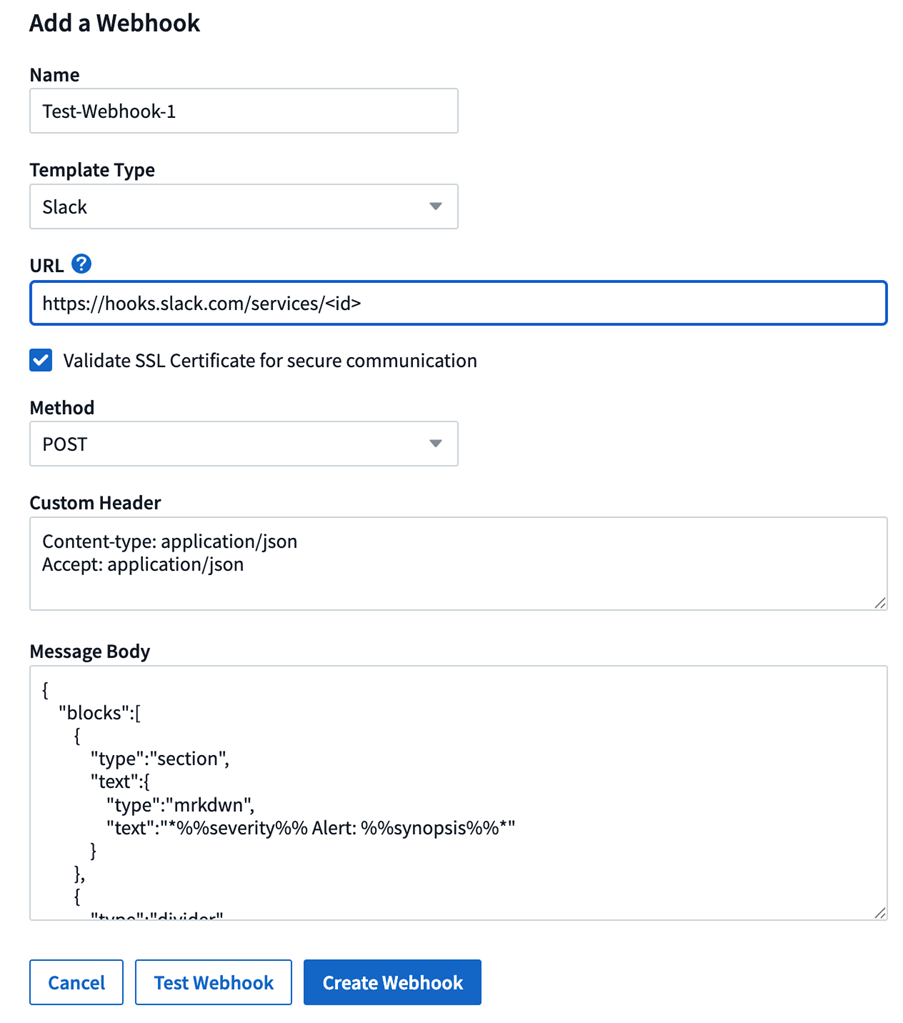 Add a Webhook
Name
Test-Webhook-1
Template Type
Slack
URL ?
https://hooks.slack.com/services/<id>
Validate SSL Certificate for secure communication
Method
POST
Custom Header
Content-type: application/json
Accept: application/json
Message Body
{
"blocks":[
{
"type":"section",
"text":{
"type":"mrkdwn",
"text":"*%%severity%% Alert: %%synopsis%%*"
}
},
{
"type":"divider"
Cancel
Test Webhook
Create Webhook